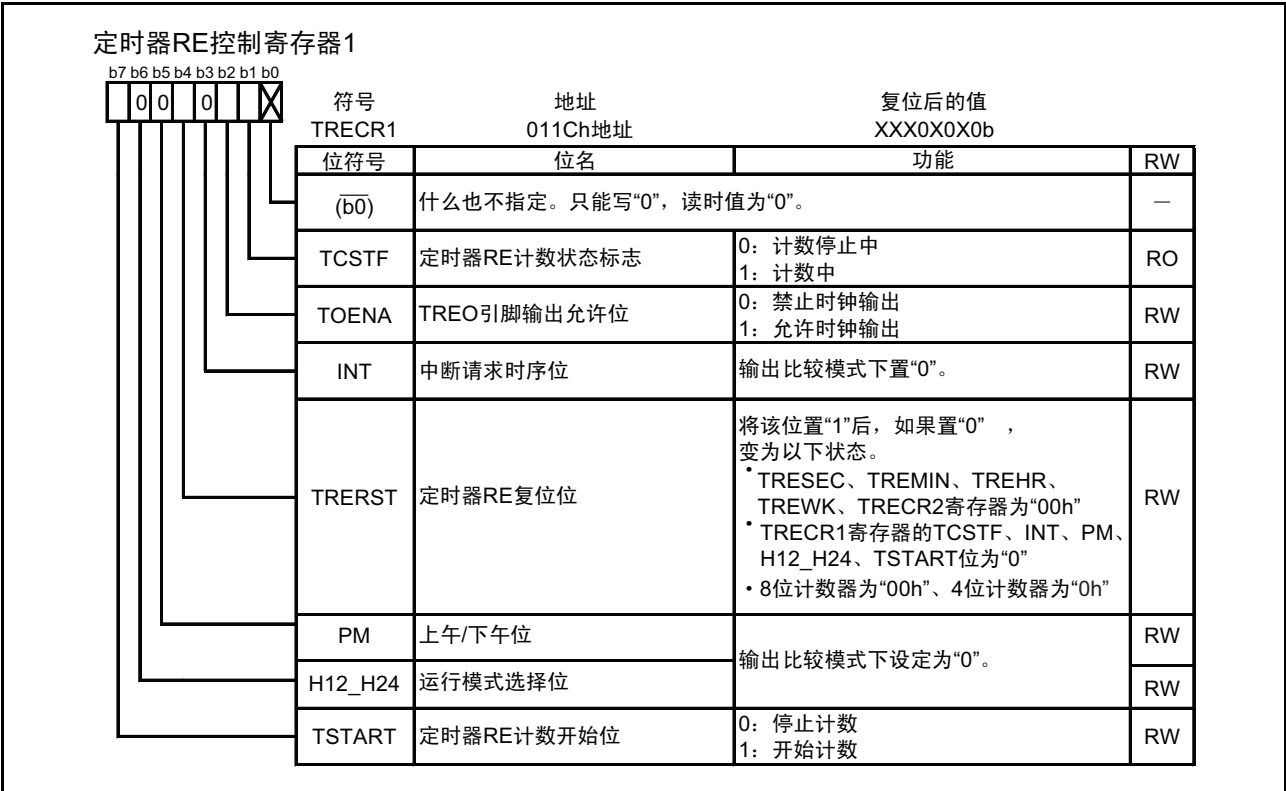 定时器RE控制寄存器1
b7 b6 b5 b4 b3 b2 b1 b0
0 0 0
符号 地址 复位后的值
TRECR1 011Ch地址 XXX0X0X0b
位符号 位名 功能 RW
(b0) 什么也不指定。只能写“0”，读时值为“0”。 —
TCSTF 定时器RE计数状态标志 0：计数停止中 RO
1：计数中
TOENA TREO引脚输出允许位 0：禁止时钟输出 RW
1：允许时钟输出
INT 中断请求时序位 输出比较模式下置“0”。 RW
TRERST 定时器RE复位位 将该位置“1”后，如果置“0”， RW
变为以下状态。
•TRESEC、TREMIN、TREHR、
TREWK、TRECR2寄存器为“00h”
•TRECR1寄存器的TCSTF、INT、PM、
H12_H24、TSTART位为“0”
•8位计数器为“00h”、4位计数器为“0h”
PM 上午/下午位 输出比较模式下设定为“0”。 RW
H12_H24 运行模式选择位 RW
TSTART 定时器RE计数开始位 0：停止计数 RW
1：开始计数